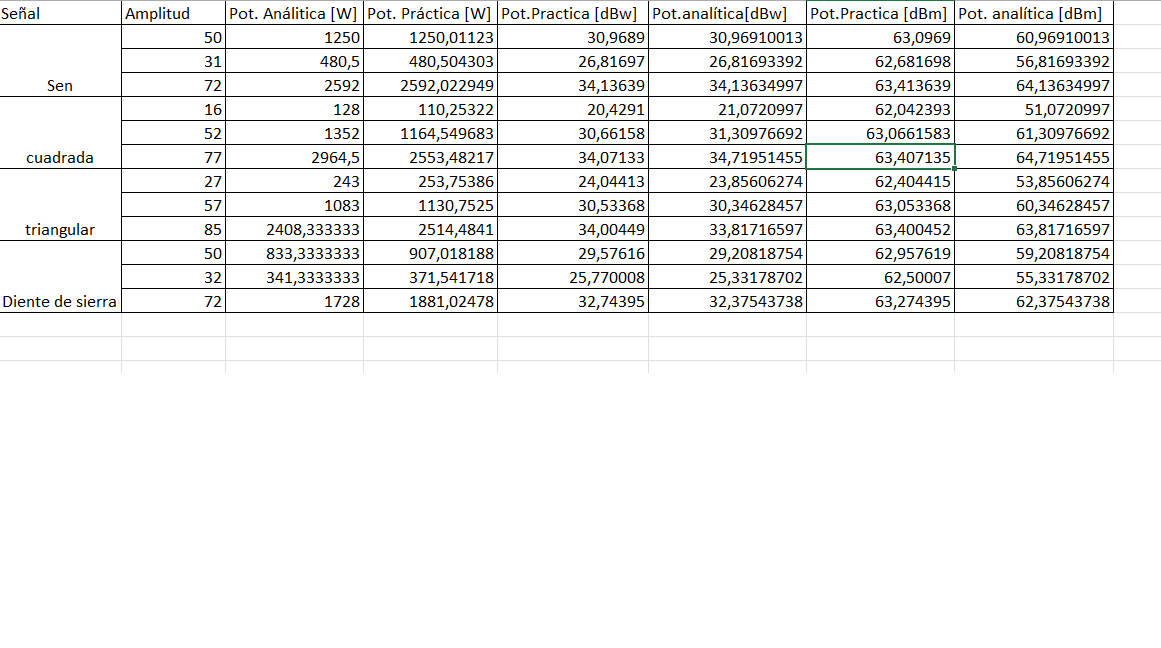 Señal Amplitud Pot. Análitica [W] Pot. Práctica [W] Pot.Practica [dBw] Pot.analítica[dBw] Pot.Practica [dBm] Pot. analítica [dBm]
50 1250 1250,01123 30,9689 30,96910013 63,0969 60,96910013
31 480,5 480,504303 26,81697 26,81693392 62,681698 56,81693392
Sen 72 2592 2592,022949 34,13639 34,13634997 63,413639 64,13634997
16 128 110,25322 20,4291 21,0720997 62,042393 51,0720997
52 1352 1164,549683 30,66158 31,30976692 63,0661583 61,30976692
cuadrada 77 2964,5 2553,48217 34,07133 34,71951455 63,407135 64,71951455
27 243 253,75386 24,04413 23,85606274 62,404415 53,85606274
57 1083 1130,7525 30,53368 30,34628457 63,053368 60,34628457
triangular 85 2408,333333 2514,4841 34,00449 33,81716597 63,400452 63,81716597
50 833,3333333 907,018188 29,57616 29,20818754 62,957619 59,20818754
32 341,3333333 371,541718 25,770008 25,33178702 62,50007 55,33178702
Diente de sierra 72 1728 1881,02478 32,74395 32,37543738 63,274395 62,37543738